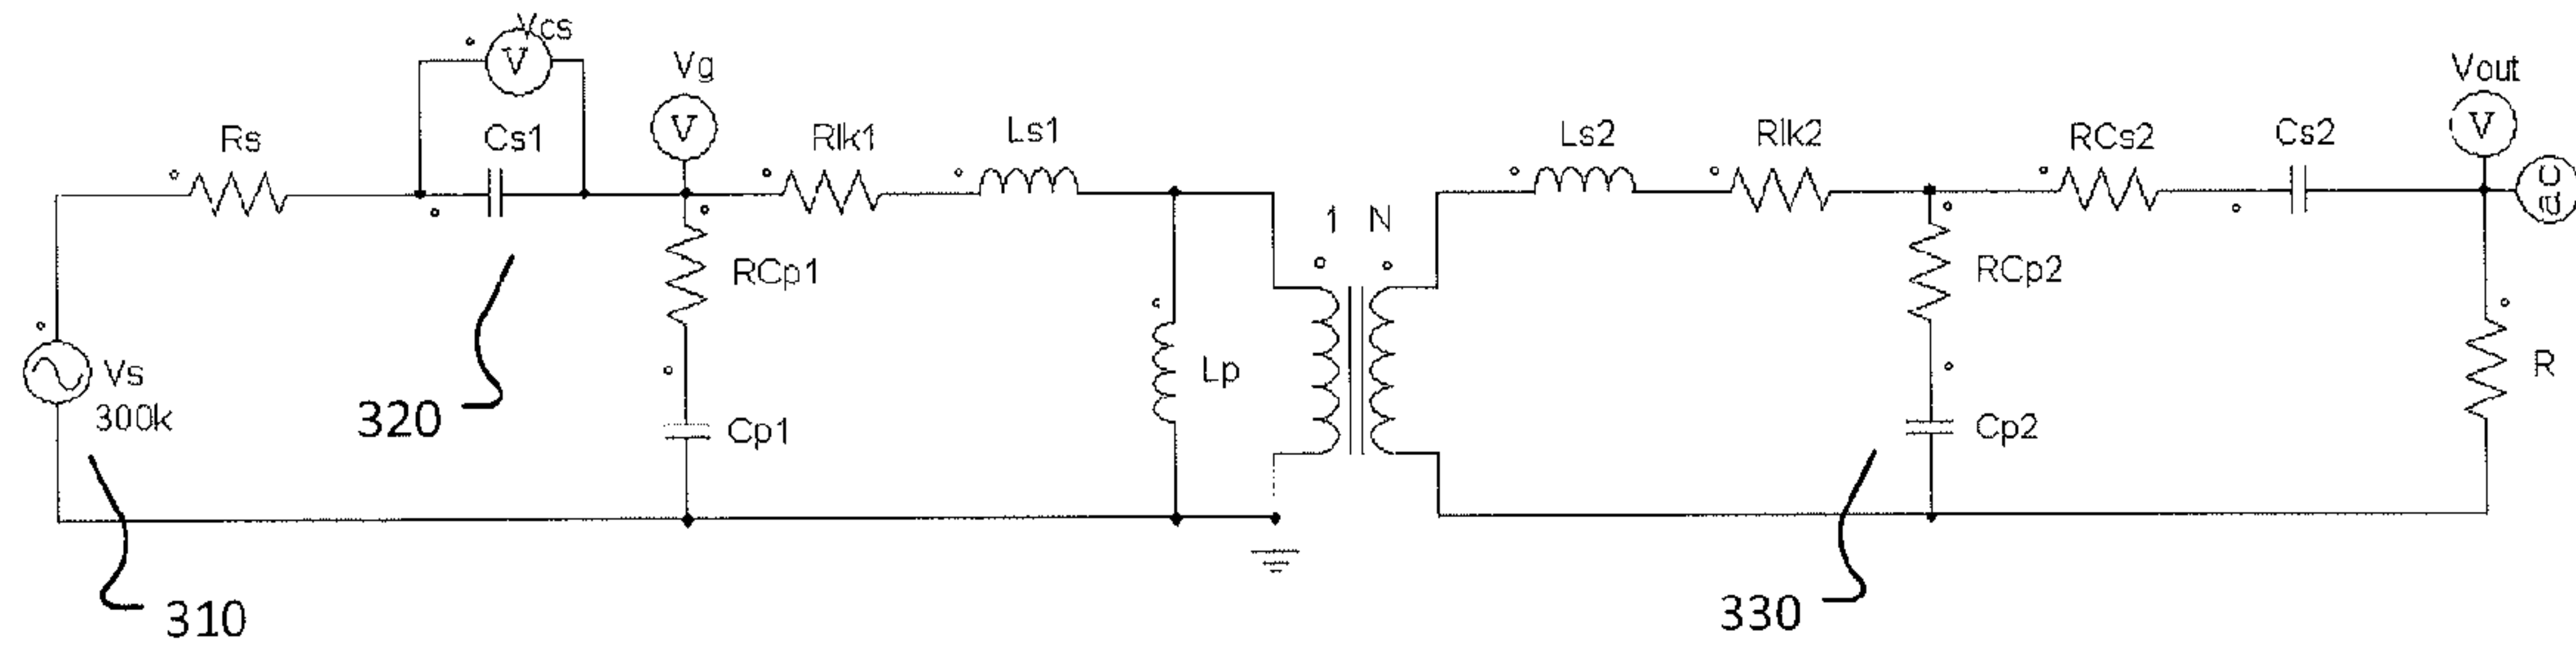 Vcs
V
Vg
V
Rs
Cs1
Rlk1
Ls1
Ls2
Rlk2
RCs2
Cs2
Vout
V
ac
1 N
RCp1
RCp2
Vs
300k
Lp
R
Cp1
Cp2
320
310
330